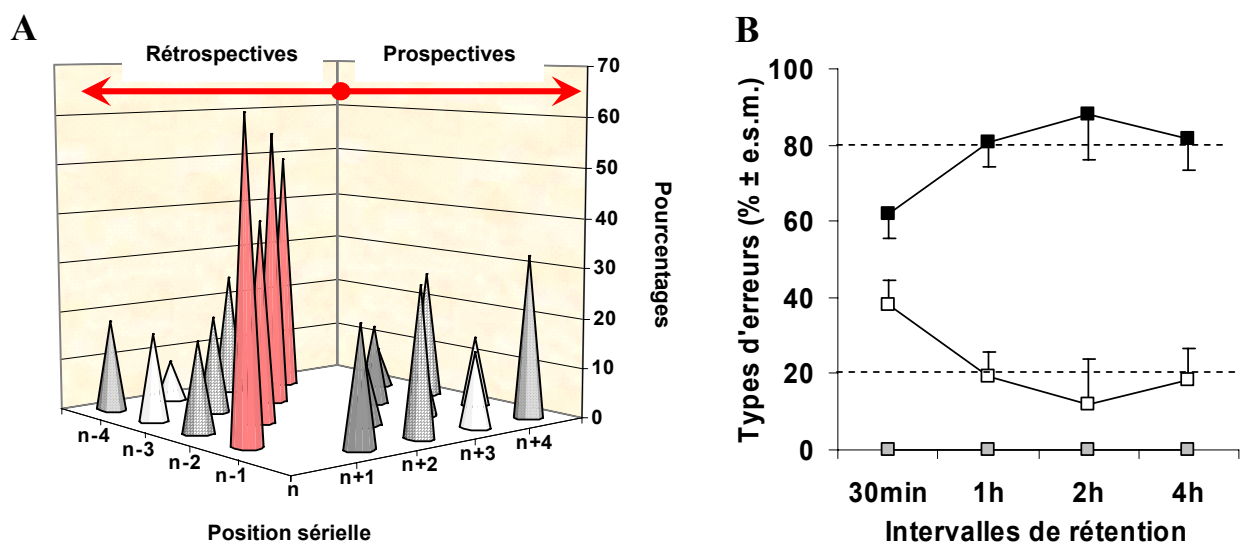 A
Rétrospectives
Prospectives
70
60
50
40
30
20
10
0
Pourcentages
n-4
n-3
n-2
n-1
n
n+1
n+2
n+3
n+4
Position sérielle
B
Types d'erreurs (% ± e.s.m.)
100
80
60
40
20
0
30min 1h 2h 4h
Intervalles de rétention